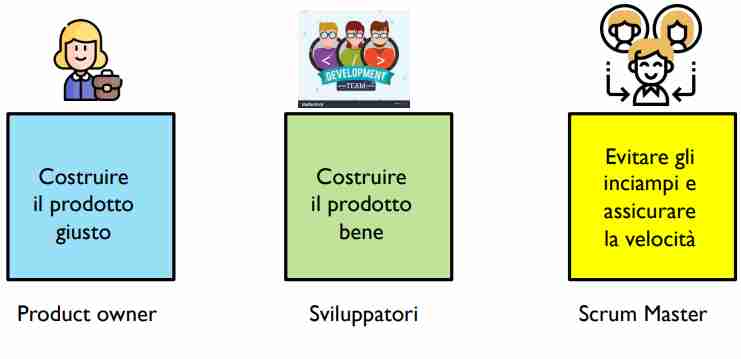 DEVELOPMENT
TEAM
Costruire
il prodotto
giusto
Costruire
il prodotto
bene
Evitare gli
inciampi e
assicurare
la velocità
Product owner
Sviluppatori
Scrum Master